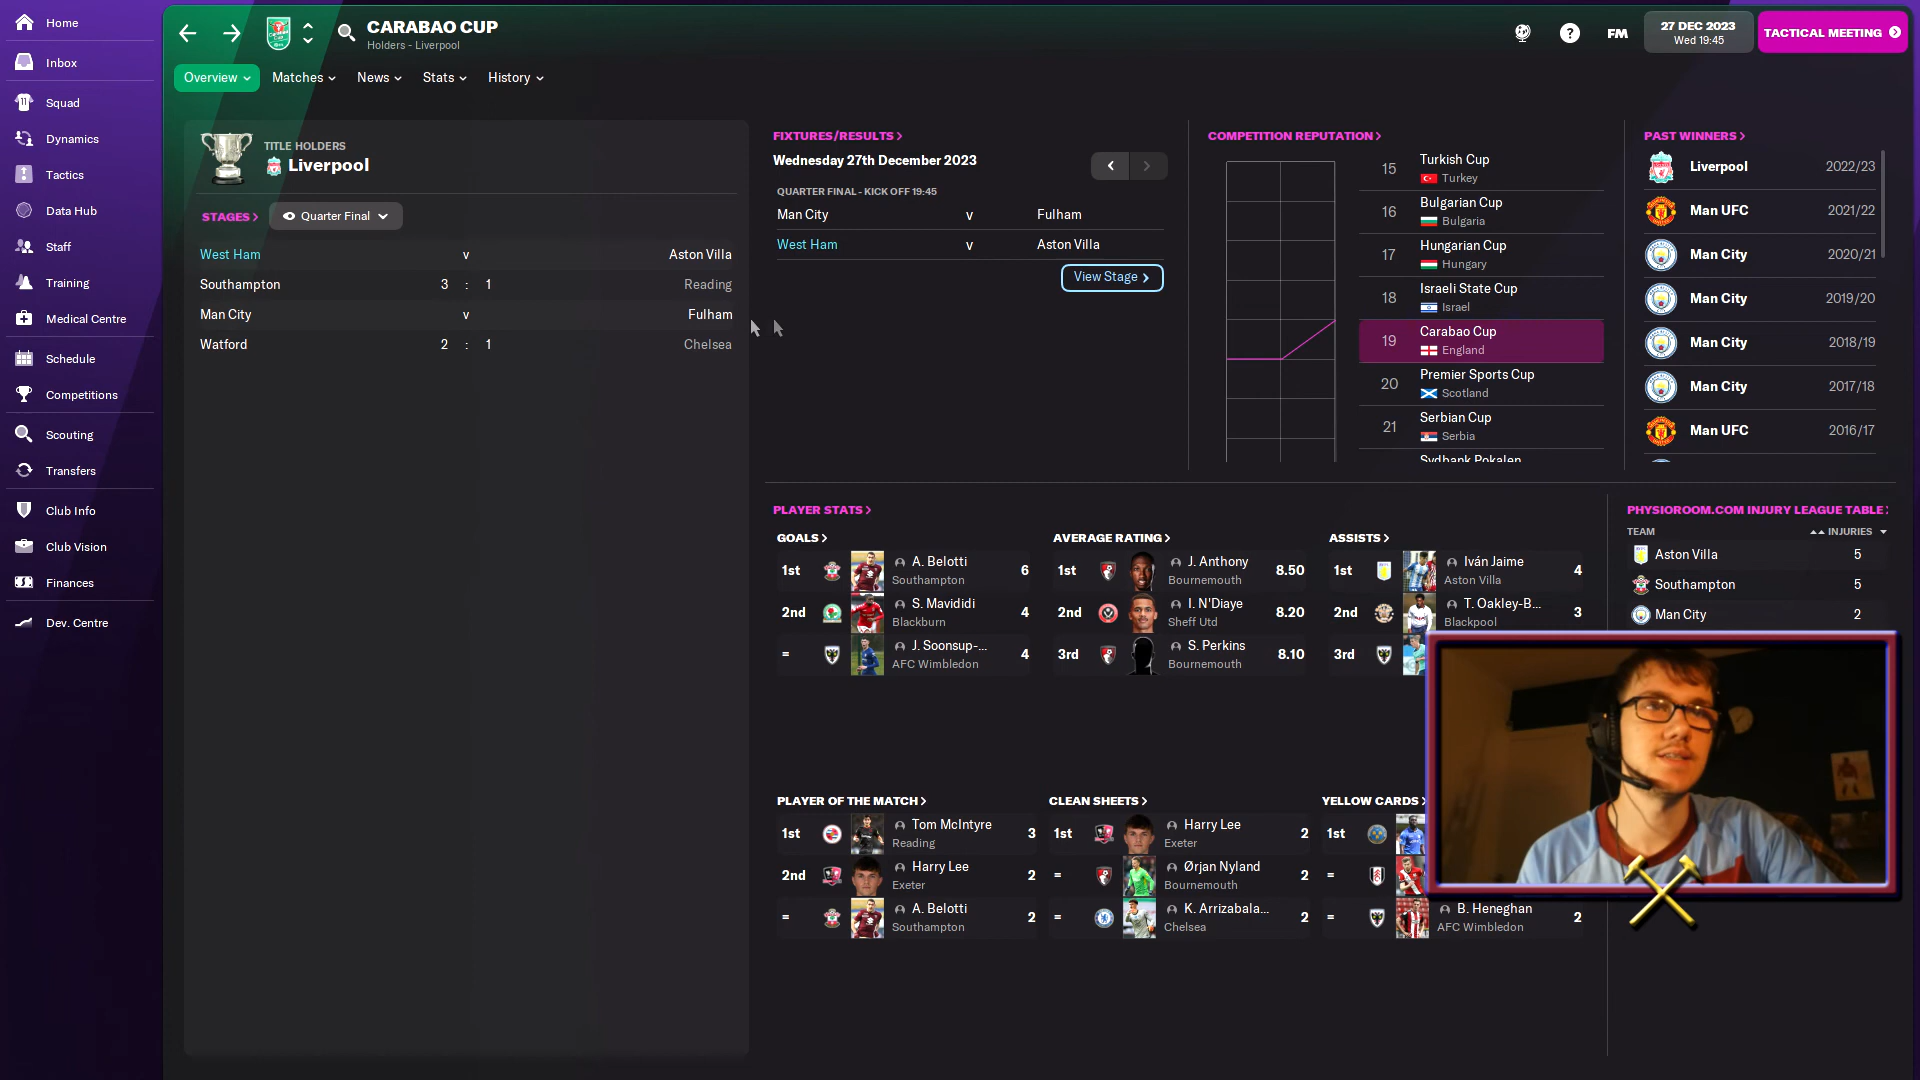 Home
Inbox
Squad
Dynamics
Tactics
Data Hub
Staff
Training
Medical Centre
Schedule
Competitions
Scouting
Transfers
Club Info
Club Vision
Finances
Dev. Centre
CARABAO CUP
Holders - Liverpool
FM
27 DEC 2023
Wed 19:45
TACTICAL MEETING
Overview
Matches
News
Stats
History
TITLE HOLDERS
Liverpool
STAGES
Quarter Final
West Ham v Aston Villa
Southampton 3 : 1 Reading
Man City v Fulham
Watford 2 : 1 Chelsea
FIXTURES/RESULTS
Wednesday 27th December 2023
QUARTER FINAL - KICK OFF 19:45
Man City v Fulham
West Ham v Aston Villa
View Stage
COMPETITION REPUTATION
15 Turkish Cup
Turkey
16 Bulgarian Cup
Bulgaria
17 Hungarian Cup
Hungary
18 Israeli State Cup
Israel
19 Carabao Cup
England
20 Premier Sports Cup
Scotland
21 Serbian Cup
Serbia
Sydbank Pokalen
PAST WINNERS
Liverpool 2022/23
Man UFC 2021/22
Man City 2020/21
Man City 2019/20
Man City 2018/19
Man City 2017/18
Man UFC 2016/17
PLAYER STATS
GOALS
1st A. Belotti 6
Southampton
2nd S. Mavididi 4
Blackburn
= J. Soonsup-... 4
AFC Wimbledon
AVERAGE RATING
1st J. Anthony 8.50
Bournemouth
2nd I. N'Diaye 8.20
Sheff Utd
3rd S. Perkins 8.10
Bournemouth
ASSISTS
1st Iván Jaime 4
Aston Villa
2nd T. Oakley-B... 3
Blackpool
3rd
PHYSIOROOM.COM INJURY LEAGUE TABLE
TEAM INJURIES
Aston Villa 5
Southampton 5
Man City 2
PLAYER OF THE MATCH
1st Tom McIntyre 3
Reading
2nd Harry Lee 2
Exeter
= A. Belotti 2
Southampton
CLEAN SHEETS
1st Harry Lee 2
Exeter
= Ørjan Nyland 2
Bournemouth
= K. Arrizabala... 2
Chelsea
YELLOW CARDS
1st
=
= B. Heneghan 2
AFC Wimbledon